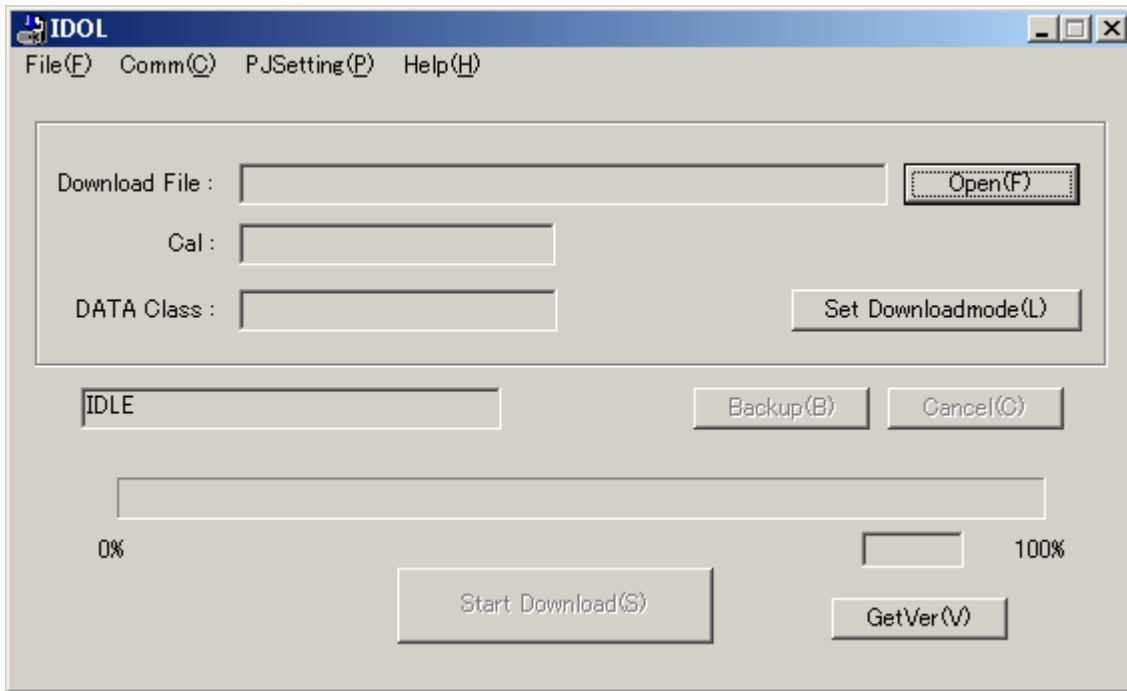 IDOL
File(F) Comm(C) PJSetting(P) Help(H)
Download File : Open(F)
Cal :
DATA Class : Set Downloadmode(L)
IDLE Backup(B) Cancel(C)
0% 100%
Start Download(S)
GetVer(V)